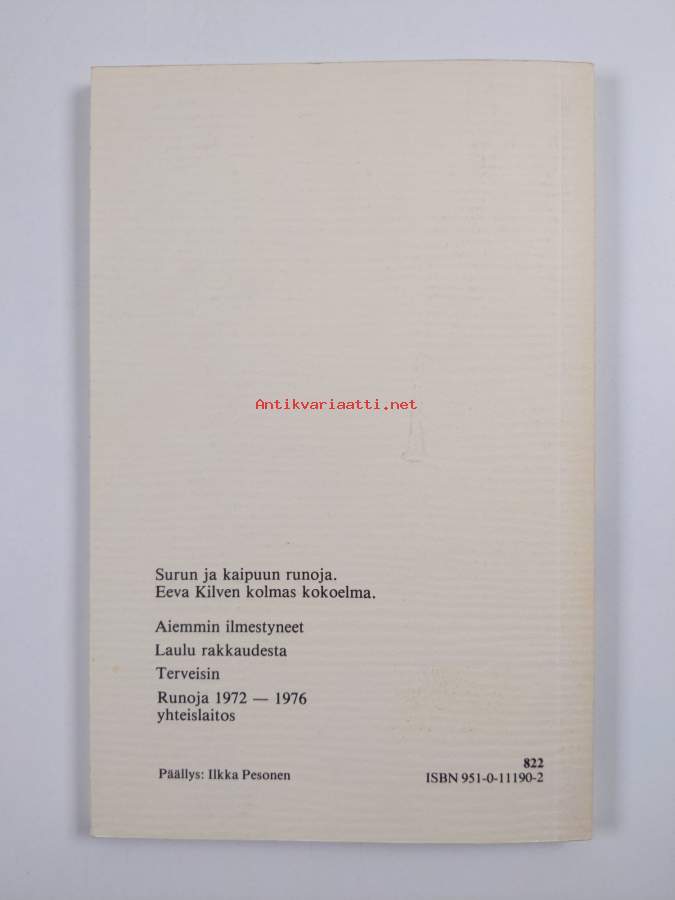 Antikvariaatti.net
Surun ja kaipuun runoja.
Eeva Kilven kolmas kokoelma.
Aiemmin ilmestyneet
Laulu rakkaudesta
Terveisin
Runoja 1972 — 1976
yhteislaitos
822
Päällys: Ilkka Pesonen
ISBN 951-0-11190-2